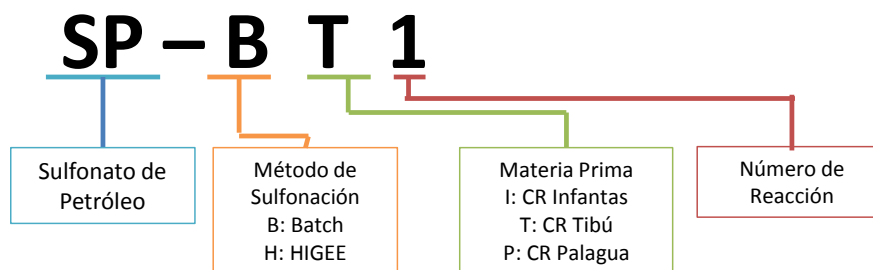 SP – B T 1
Sulfonato de
Petróleo
Método de
Sulfonación
B: Batch
H: HIGEE
Materia Prima
I: CR Infantas
T: CR Tibú
P: CR Palagua
Número de
Reacción